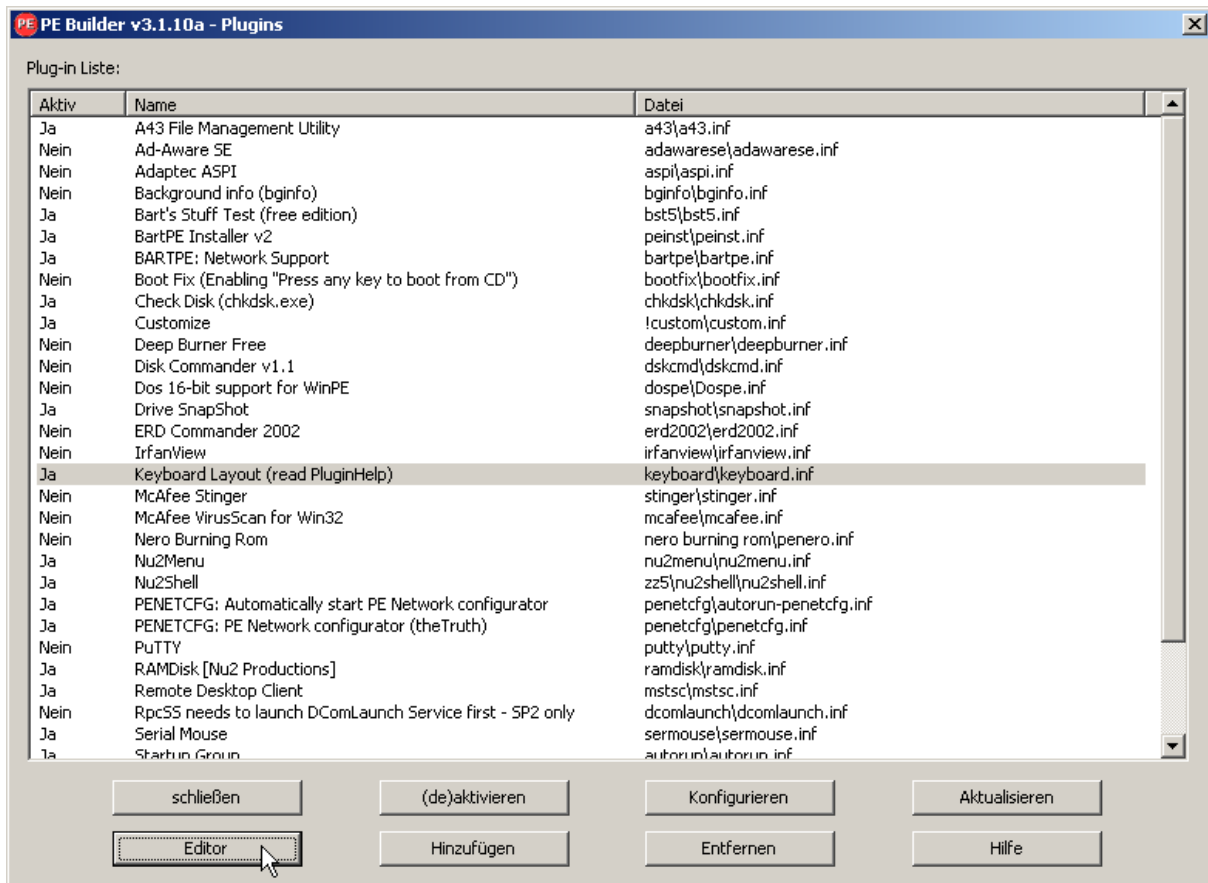 PE PE Builder v3.1.10a - Plugins
Plug-in Liste:
Aktiv Name Datei
Ja A43 File Management Utility a43\a43.inf
Nein Ad-Aware SE adawarese\adawarese.inf
Nein Adaptec ASPI aspi\aspi.inf
Nein Background info (bginfo) bginfo\bginfo.inf
Ja Bart's Stuff Test (free edition) bst5\bst5.inf
Ja BartPE Installer v2 peinst\peinst.inf
Ja BARTPE: Network Support bartpe\bartpe.inf
Nein Boot Fix (Enabling "Press any key to boot from CD") bootfix\bootfix.inf
Ja Check Disk (chkdsk.exe) chkdsk\chkdsk.inf
Ja Customize !custom\custom.inf
Nein Deep Burner Free deepburner\deepburner.inf
Nein Disk Commander v1.1 dskcmd\dskcmd.inf
Nein Dos 16-bit support for WinPE dospe\Dospe.inf
Ja Drive SnapShot snapshot\snapshot.inf
Nein ERD Commander 2002 erd2002\erd2002.inf
Nein IrfanView irfanview\irfanview.inf
Ja Keyboard Layout (read PluginHelp) keyboard\keyboard.inf
Nein McAfee Stinger stinger\stinger.inf
Nein McAfee VirusScan for Win32 mcafee\mcafee.inf
Nein Nero Burning Rom nero burning rom\penero.inf
Ja Nu2Menu nu2menu\nu2menu.inf
Ja Nu2Shell zz5\nu2shell\nu2shell.inf
Ja PENETCFG: Automatically start PE Network configurator penetcfg\autorun-penetcfg.inf
Ja PENETCFG: PE Network configurator (theTruth) penetcfg\penetcfg.inf
Nein PuTTY putty\putty.inf
Ja RAMDisk [Nu2 Productions] ramdisk\ramdisk.inf
Ja Remote Desktop Client mstsc\mstsc.inf
Nein RpcSS needs to launch DComLaunch Service first - SP2 only dcomlaunch\dcomlaunch.inf
Ja Serial Mouse sermouse\sermouse.inf
Ja Startup Group autorun\autorun.inf
schließen (de)aktivieren Konfigurieren Aktualisieren
Editor Hinzufügen Entfernen Hilfe